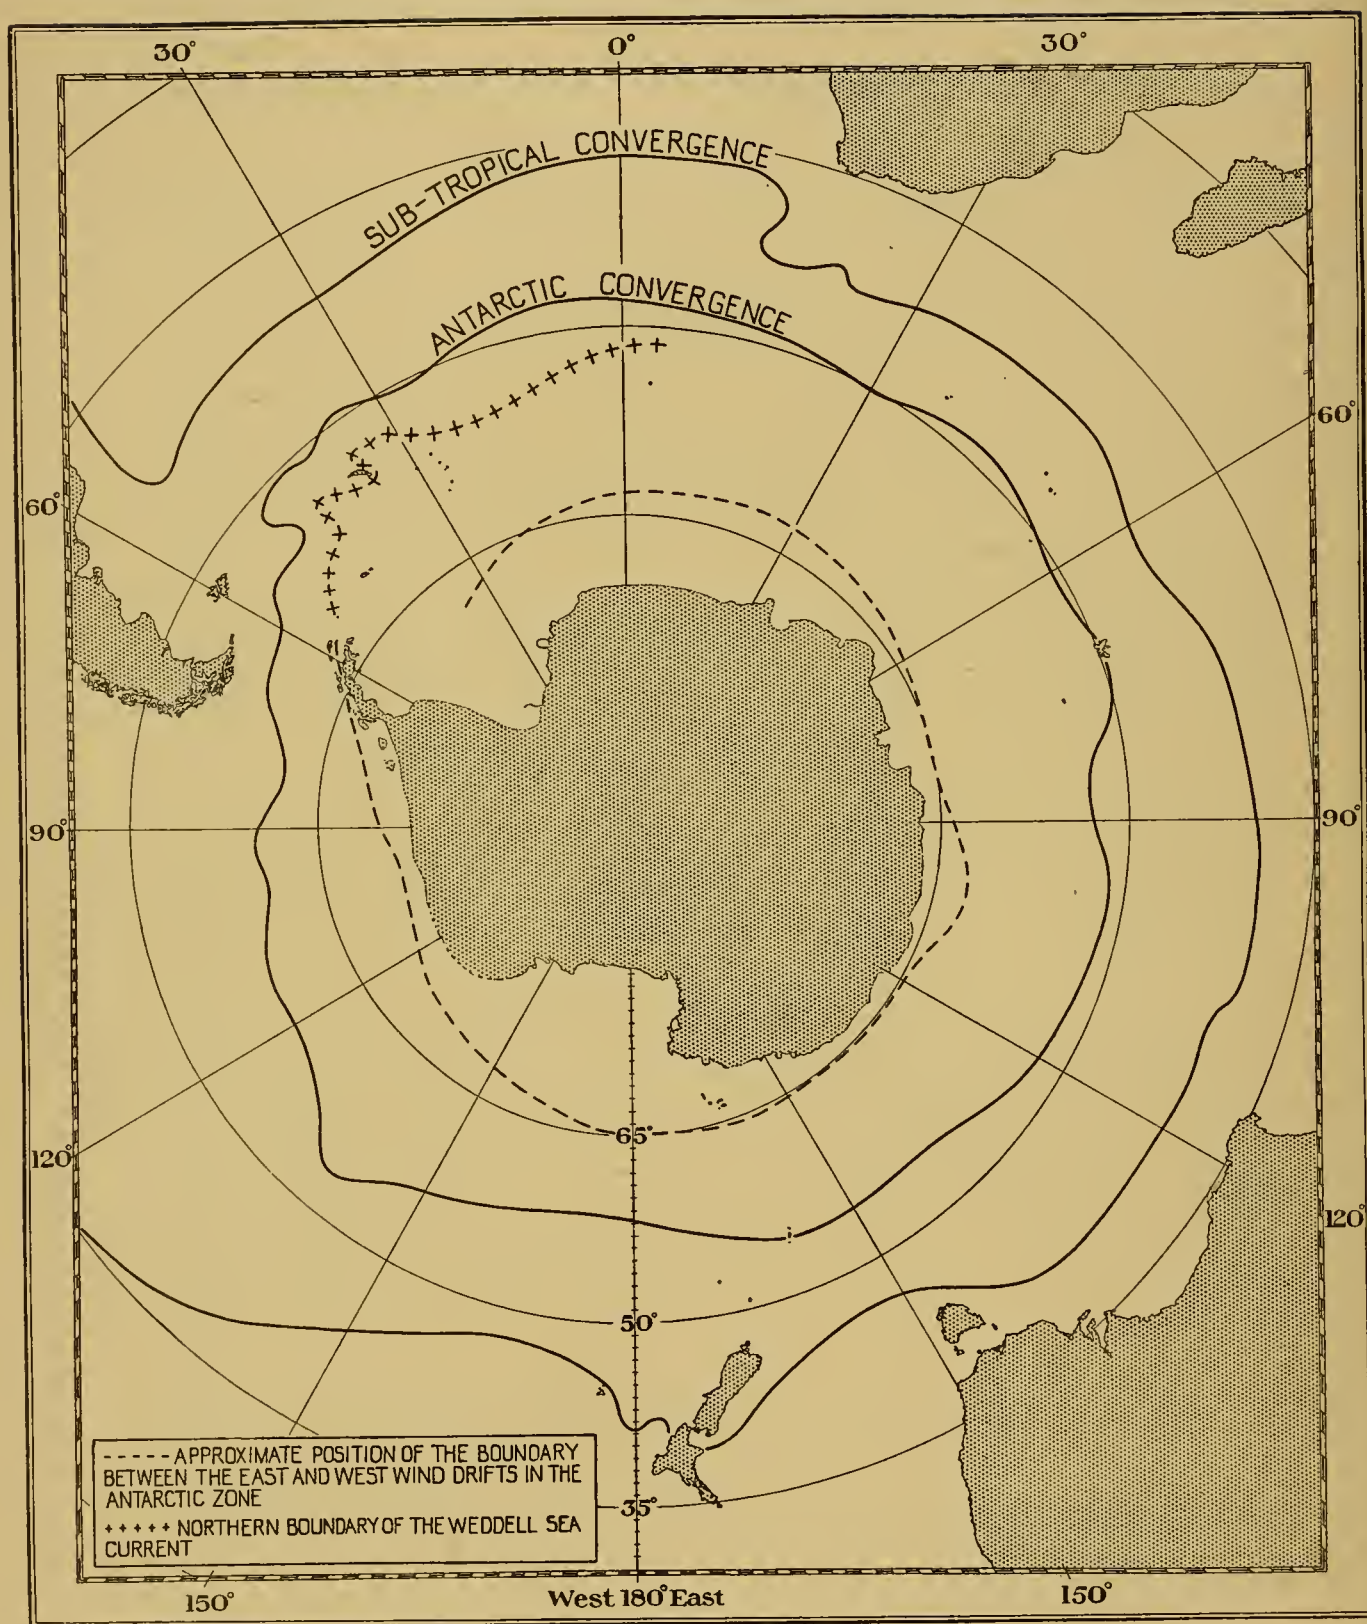 30° 0° 30°
SUB-TROPICAL CONVERGENCE
ANTARCTIC CONVERGENCE
60°
60°
90° 90°
120°
120°
65°
50°
35°
----- APPROXIMATE POSITION OF THE BOUNDARY
BETWEEN THE EAST AND WEST WIND DRIFTS IN THE
ANTARCTIC ZONE
+++++ NORTHERN BOUNDARY OF THE WEDDELL SEA
CURRENT
150° West 180° East 150°